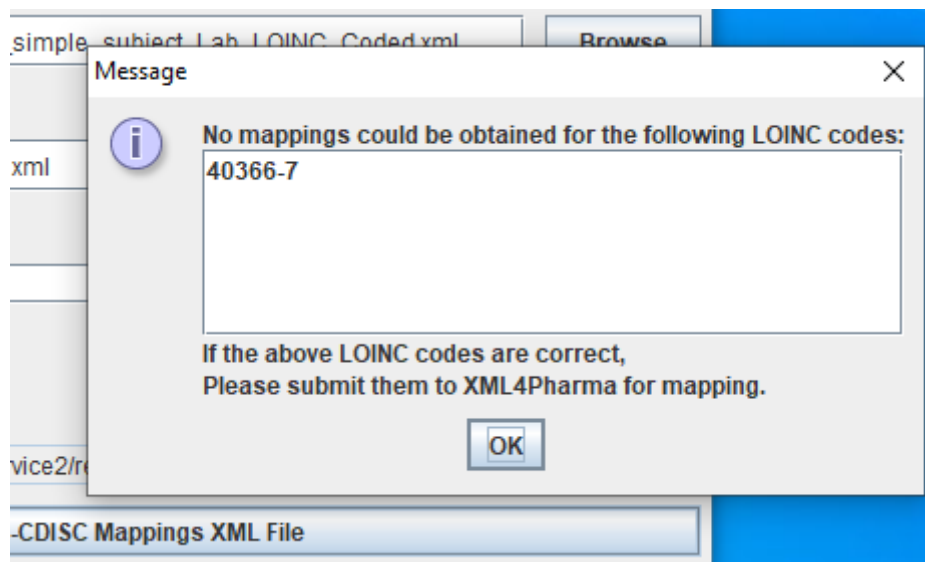 _simple_subject_Lab_LOINC_Coded.xml Browse
Message
No mappings could be obtained for the following LOINC codes:
xml
40366-7
If the above LOINC codes are correct,
Please submit them to XML4Pharma for mapping.
OK
vice2/re
-CDISC Mappings XML File